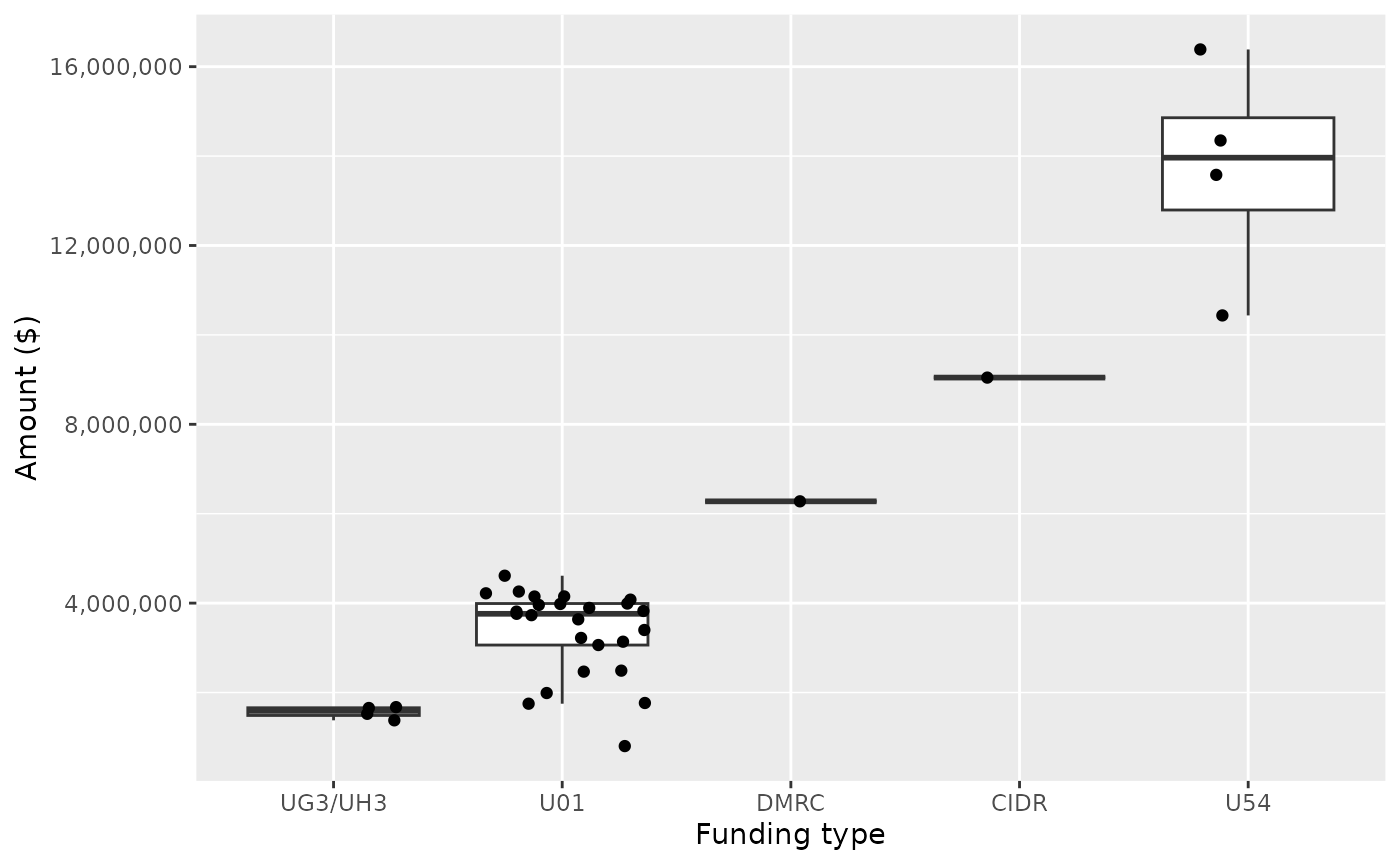 16,000,000
12,000,000
8,000,000
4,000,000
Amount ($)
UG3/UH3 U01 DMRC CIDR U54
Funding type